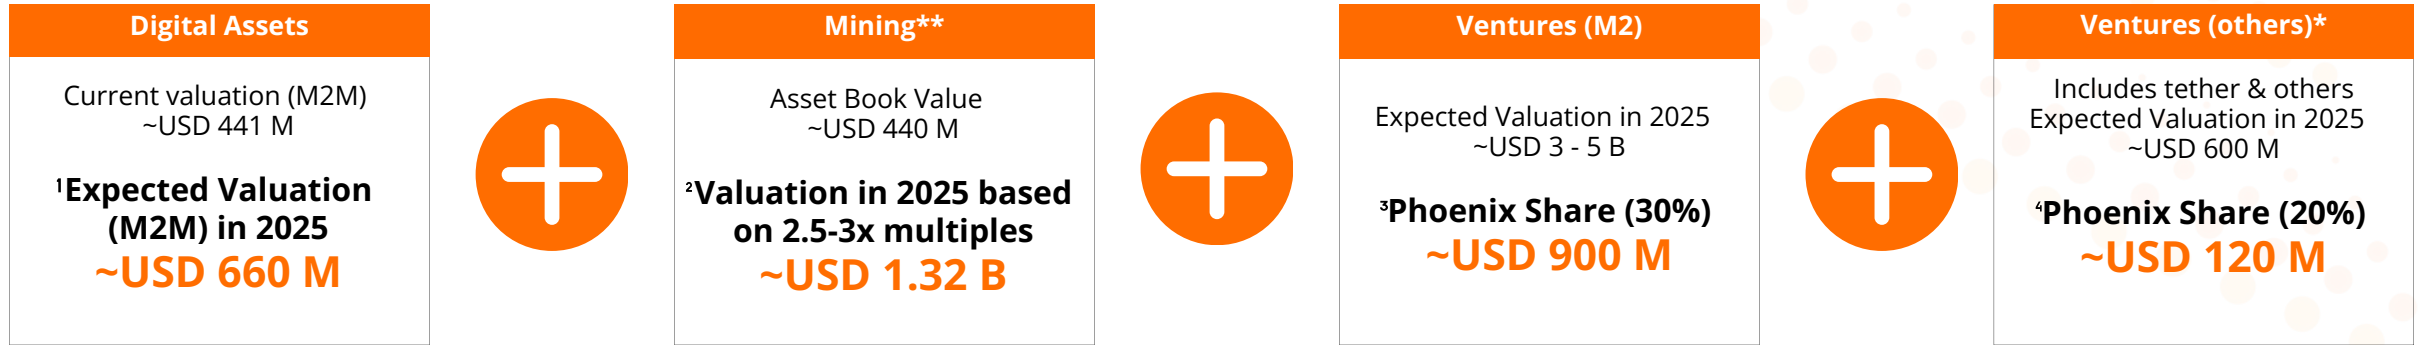 Digital Assets
Current valuation (M2M)
~USD 441 M
¹Expected Valuation
(M2M) in 2025
~USD 660 M
Mining**
Asset Book Value
~USD 440 M
²Valuation in 2025 based
on 2.5-3x multiples
~USD 1.32 B
Ventures (M2)
Expected Valuation in 2025
~USD 3 - 5 B
³Phoenix Share (30%)
~USD 900 M
Ventures (others)*
Includes tether & others
Expected Valuation in 2025
~USD 600 M
⁴Phoenix Share (20%)
~USD 120 M